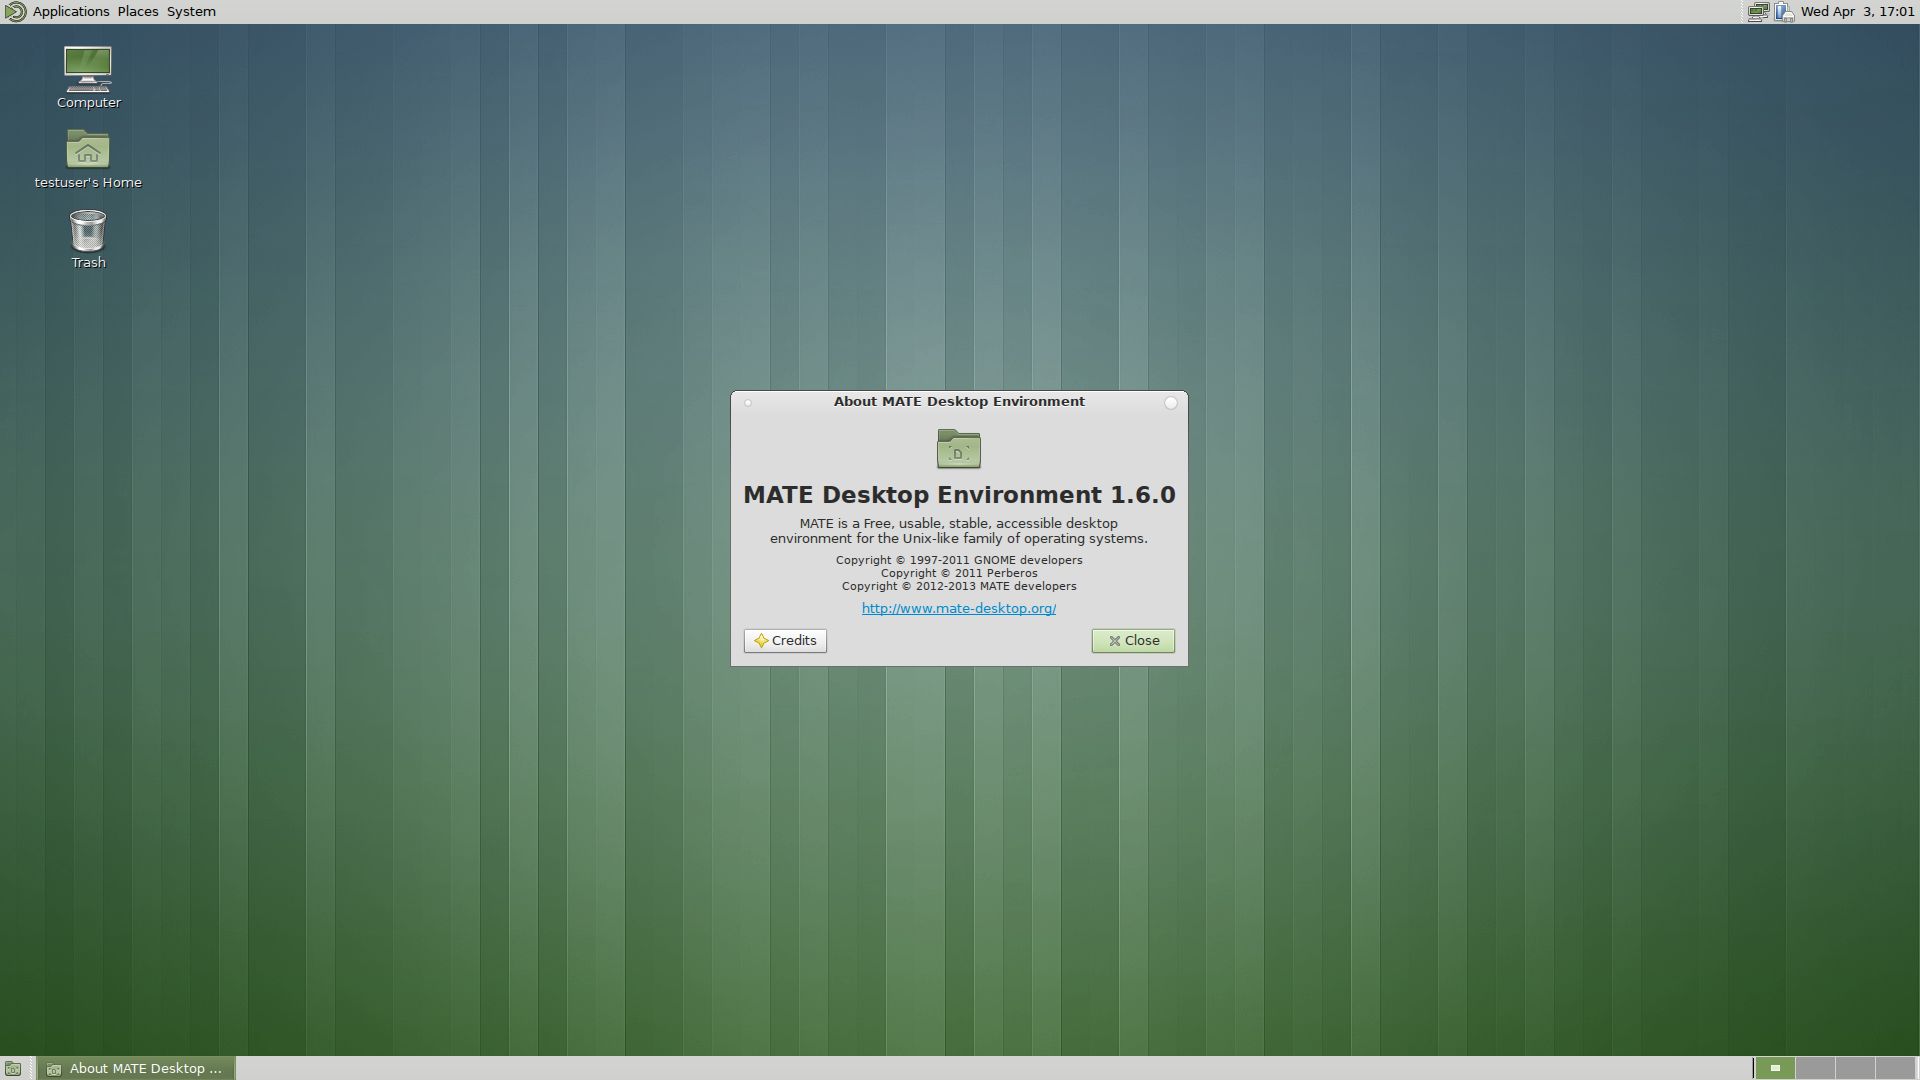 Applications Places System
Wed Apr  3, 17:01
Computer
testuser's Home
Trash
About MATE Desktop Environment
MATE Desktop Environment 1.6.0
MATE is a Free, usable, stable, accessible desktop
environment for the Unix-like family of operating systems.
Copyright © 1997-2011 GNOME developers
Copyright © 2011 Perberos
Copyright © 2012-2013 MATE developers
http://www.mate-desktop.org/
Credits
Close
About MATE Desktop ...